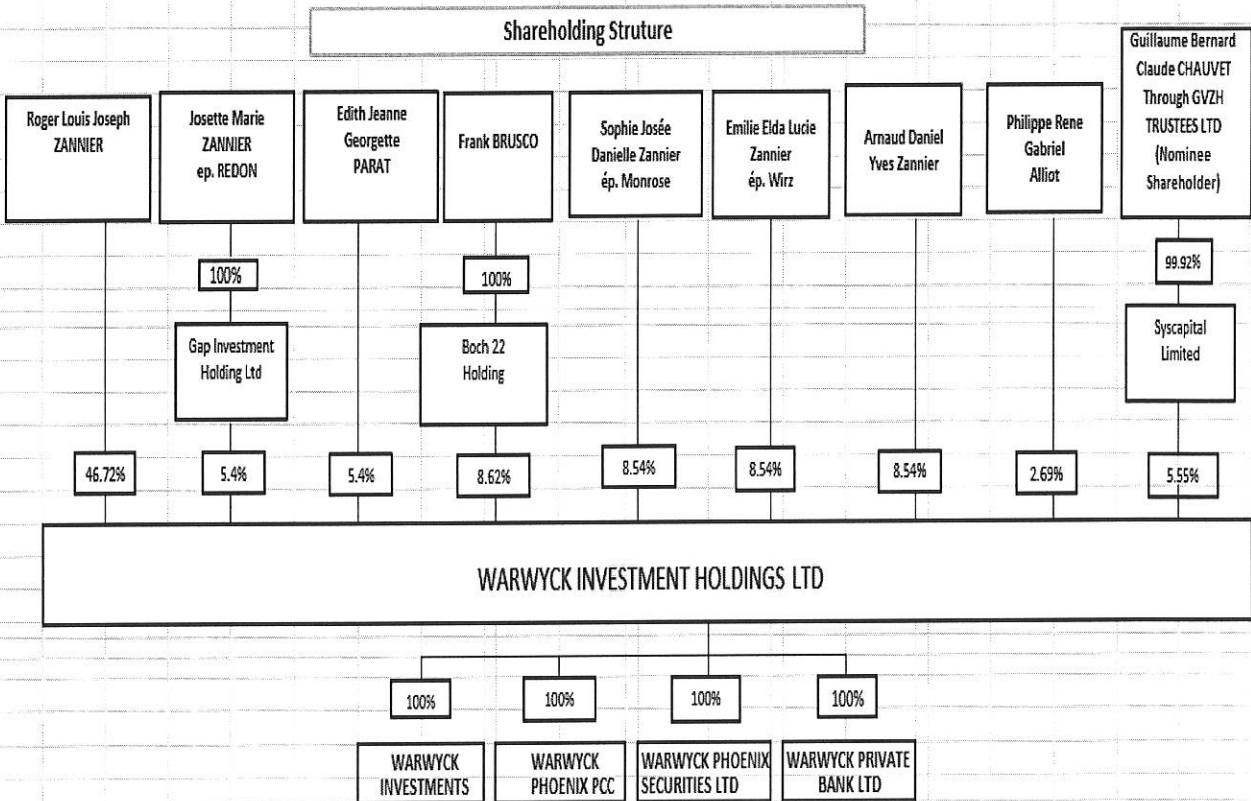 Shareholding Struture
Roger Louis Joseph
ZANNIER
Josette Marie
ZANNIER
ep. REDON
Edith Jeanne
Georgette
PARAT
Frank BRUSCO
Sophie Josée
Danielle Zannier
ép. Monrose
Emilie Elda Lucie
Zannier
ép. Wirz
Arnaud Daniel
Yves Zannier
Philippe Rene
Gabriel
Alliot
Guillaume Bernard
Claude CHAUVET
Through GVZH
TRUSTEES LTD
(Nominee
Shareholder)
100%
100%
99.92%
Gap Investment
Holding Ltd
Boch 22
Holding
Syscapital
Limited
46.72%
5.4%
5.4%
8.62%
8.54%
8.54%
8.54%
2.69%
5.55%
WARWYCK INVESTMENT HOLDINGS LTD
100%
100%
100%
100%
WARWYCK
INVESTMENTS
WARWYCK
PHOENIX PCC
WARWYCK PHOENIX
SECURITIES LTD
WARWYCK PRIVATE
BANK LTD